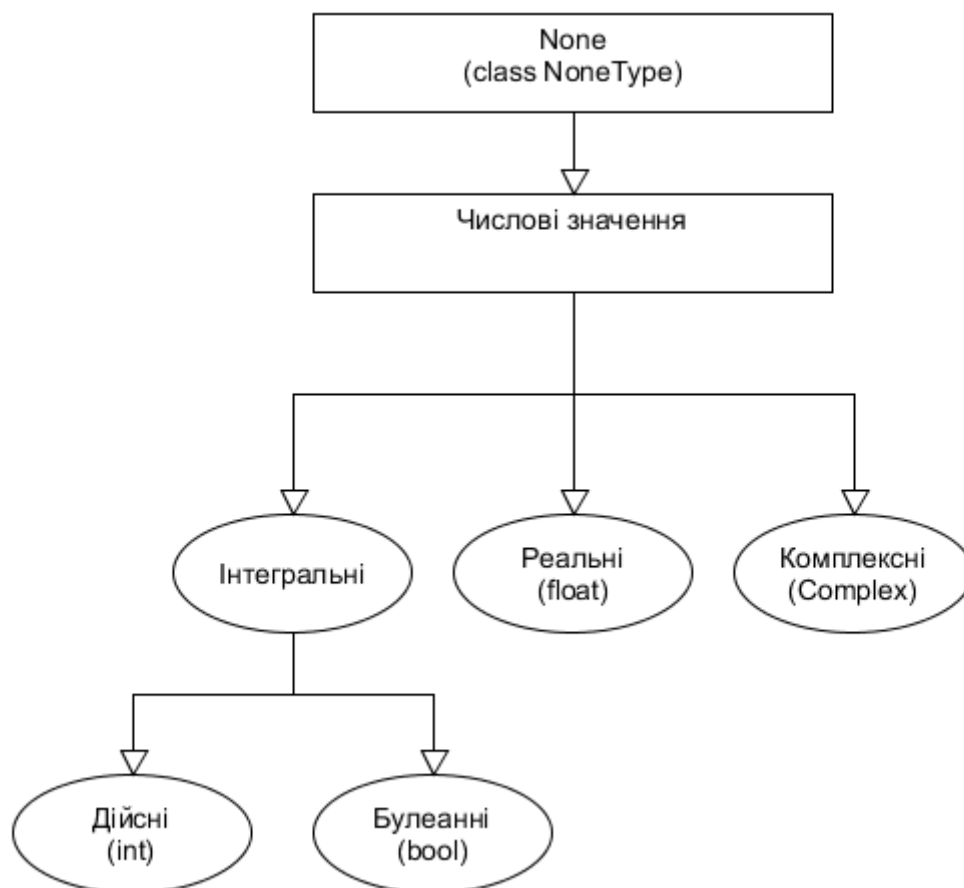 None
(class NoneType)
Числові значення
Інтегральні
Реальні
(float)
Комплексні
(Complex)
Дійсні
(int)
Булеанні
(bool)